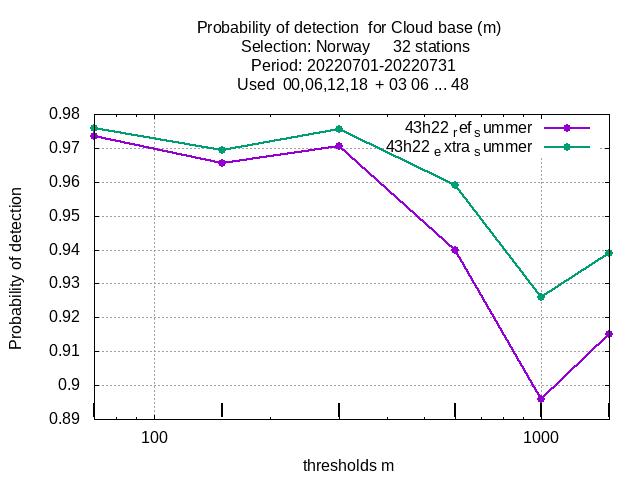 Probability of detection  for Cloud base (m)
Selection: Norway     32 stations
Period: 20220701-20220731
Used  00,06,12,18  + 03 06 ... 48
0.98
43h22 ref summer
0.97
43h22 extra summer
0.96
0.95
0.94
0.93
0.92
0.91
0.9
0.89
Probability of detection
100
1000
thresholds m